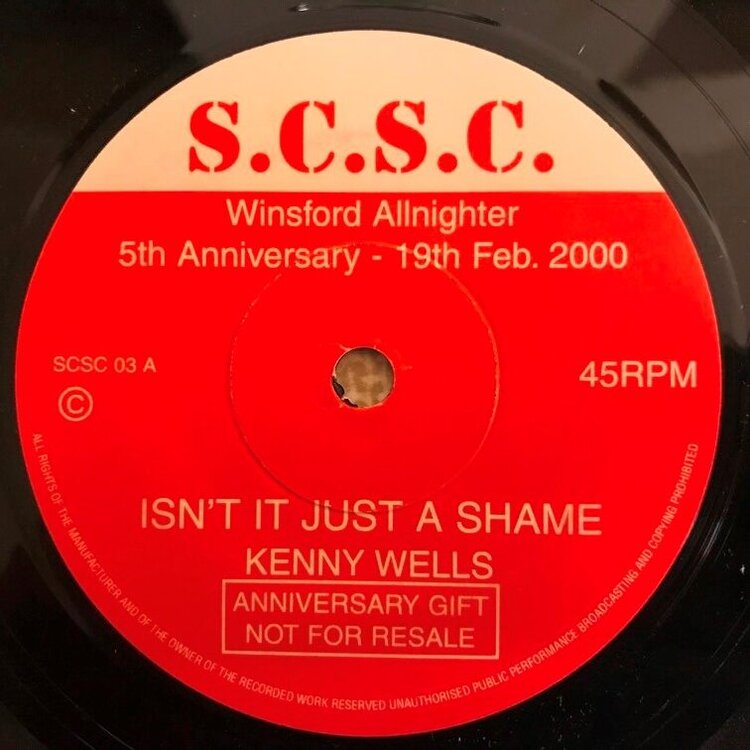 S.C.S.C.
Winsford Allnighter
5th Anniversary - 19th Feb. 2000
SCSC 03 A
45RPM
©
ISN'T IT JUST A SHAME
KENNY WELLS
ANNIVERSARY GIFT
NOT FOR RESALE
ALL RIGHTS OF THE MANUFACTURER AND OF THE OWNER OF THE RECORDED WORK RESERVED UNAUTHORISED PUBLIC PERFORMANCE BROADCASTING AND COPYING PROHIBITED